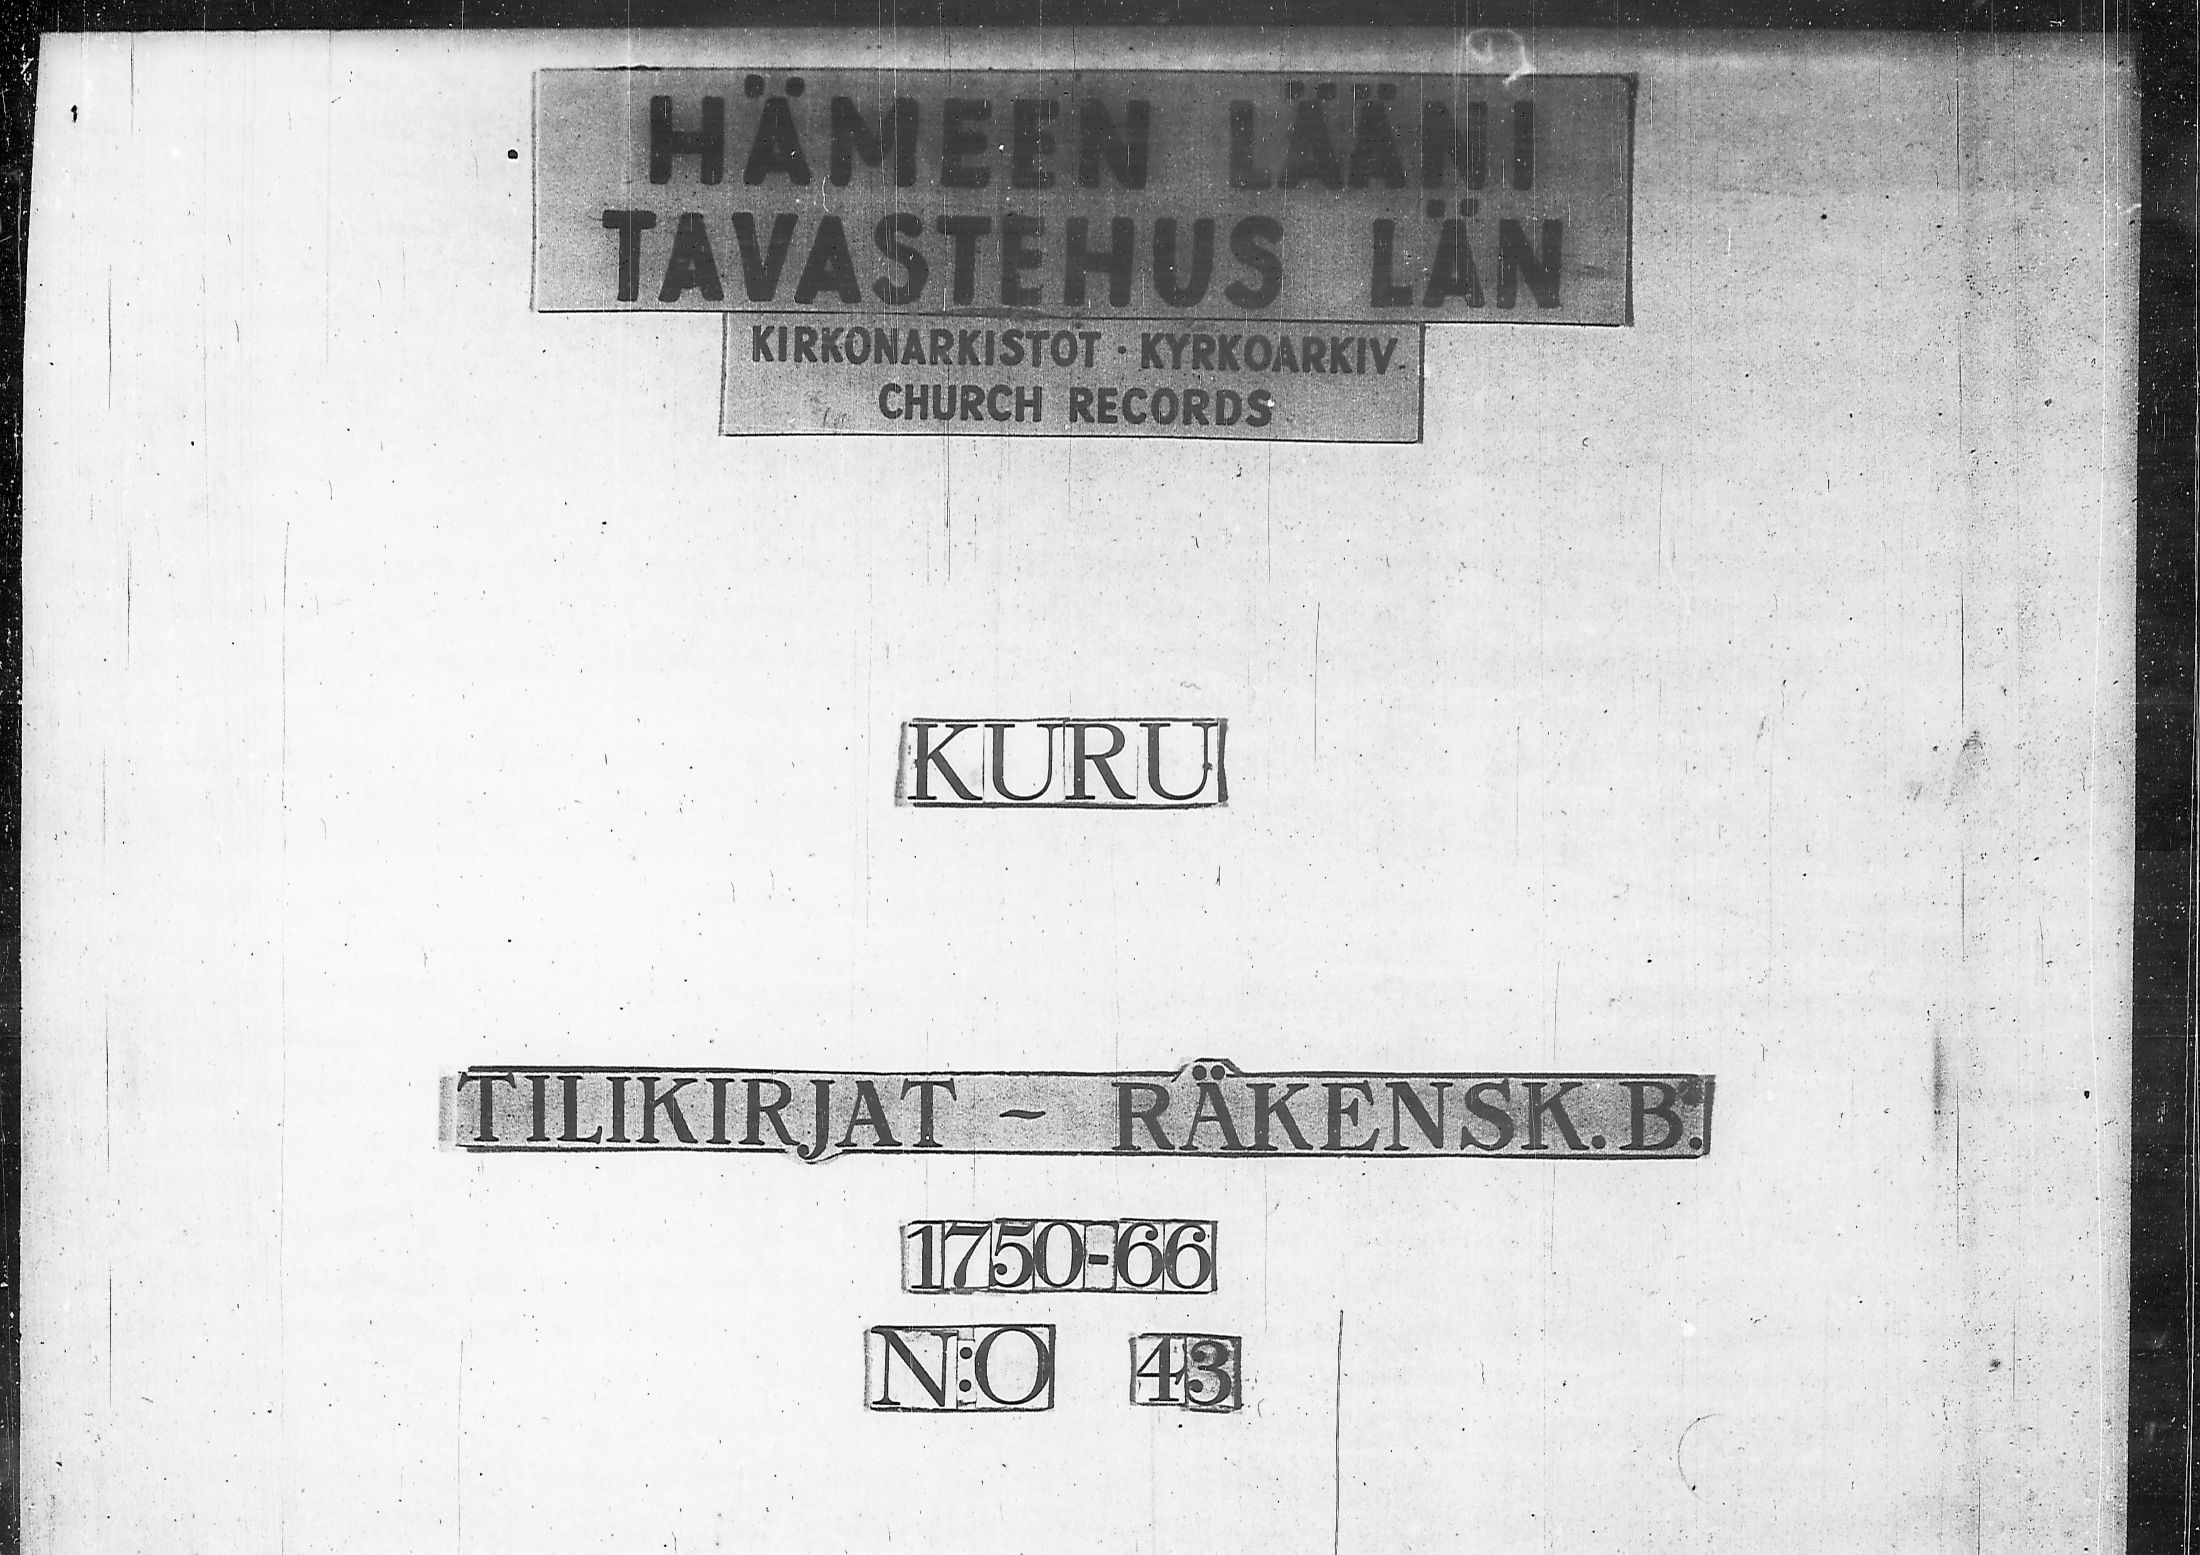 HÄMEEN LÄÄNI
TAVASTEHUS LÄN
KIRKONARKISTOT · KYRKOARKIV
CHURCH RECORDS
KURU
TILIKIRJAT - RÄKENSK. B.
1750-66
N:O 43